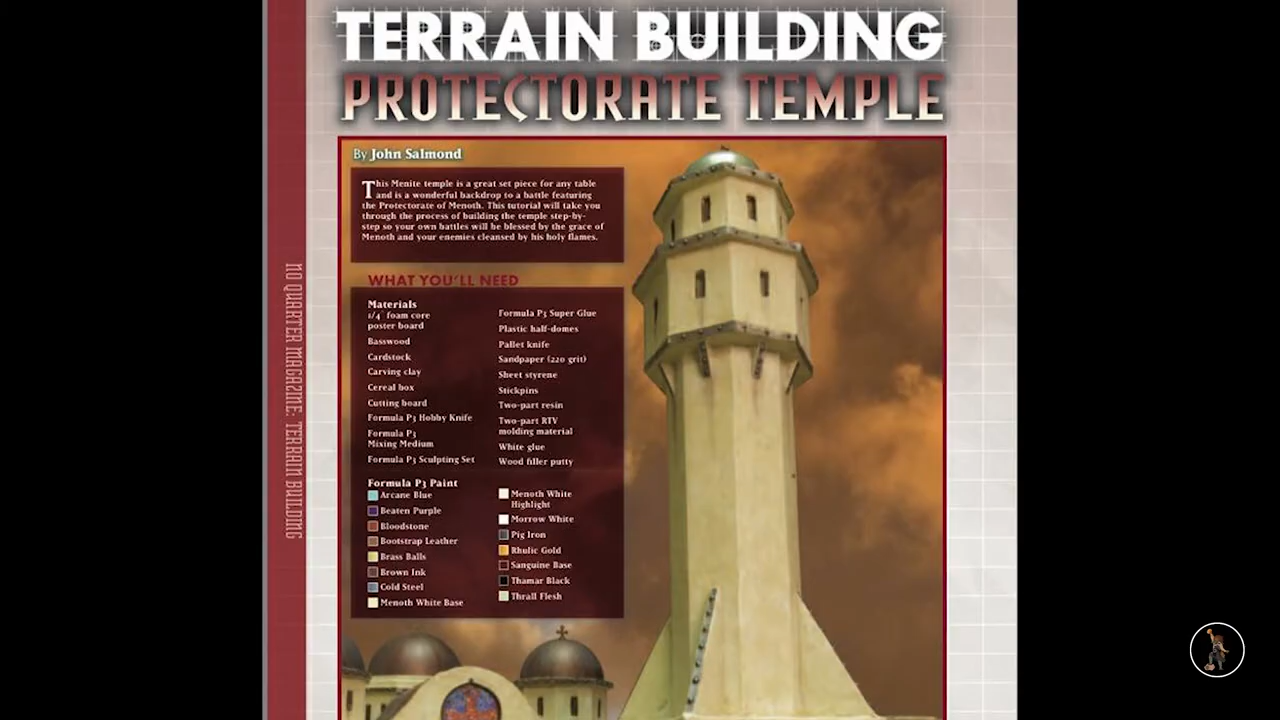 TERRAIN BUILDING
PROTECTORATE TEMPLE
By John Salmond
This Menite temple is a great set piece for any table
and is a wonderful backdrop to a battle featuring
the Protectorate of Menoth. This tutorial will take you
through the process of building the temple step-by-
step so your own battles will be blessed by the grace of
Menoth and your enemies cleansed by his holy flames.
WHAT YOU'LL NEED
Materials
1/4" foam core
poster board
Basswood
Cardstock
Carving clay
Cereal box
Cutting board
Formula P3 Hobby Knife
Formula P3
Mixing Medium
Formula P3 Sculpting Set
Formula P3 Super Glue
Plastic half-domes
Pallet knife
Sandpaper (220 grit)
Sheet styrene
Stickpins
Two-part resin
Two-part RTV
molding material
White glue
Wood filler putty
Formula P3 Paint
Arcane Blue
Beaten Purple
Bloodstone
Bootstrap Leather
Brass Balls
Brown Ink
Cold Steel
Menoth White Base
Menoth White
Highlight
Morrow White
Pig Iron
Rhulic Gold
Sanguine Base
Thamar Black
Thrall Flesh
NO QUARTER MAGAZINE: TERRAIN BUILDING